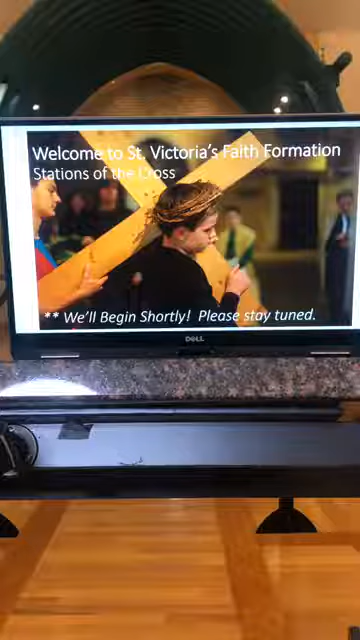 Welcome to St. Victoria's Faith Formation
Stations of the Cross
** We'll Begin Shortly!  Please stay tuned.
DELL